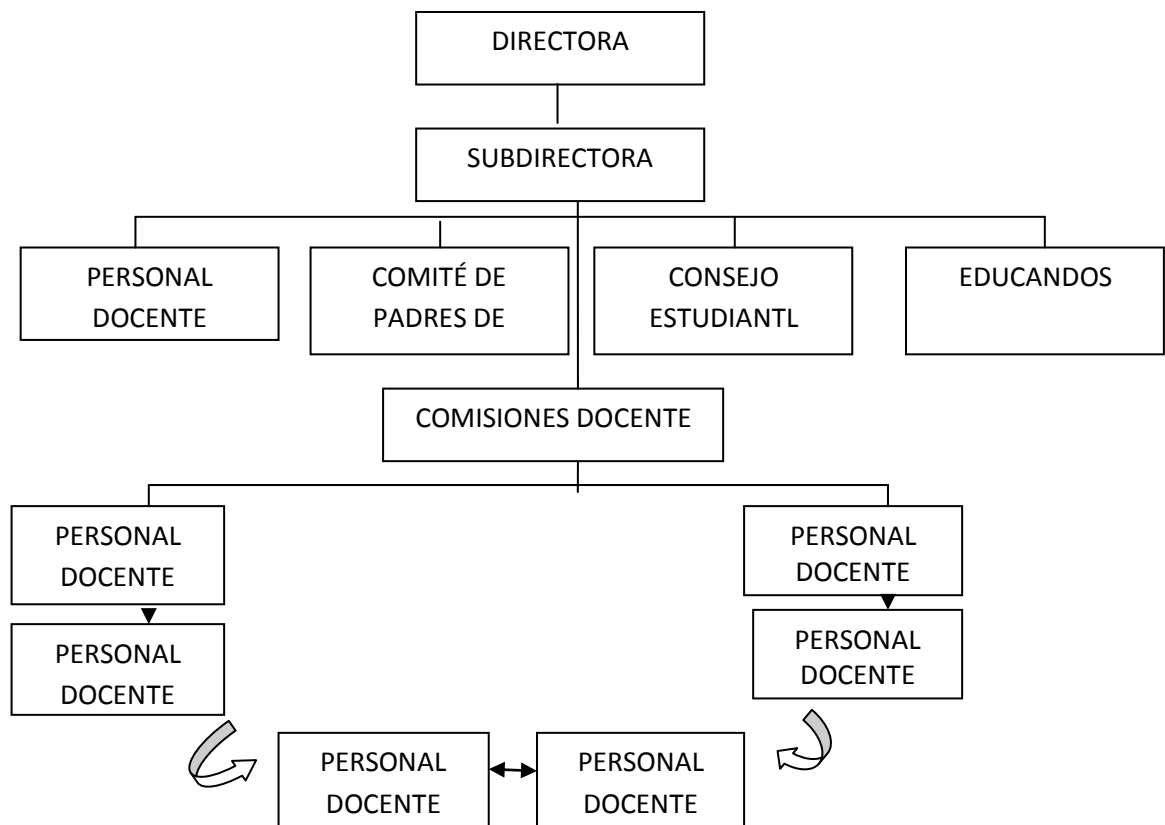 DIRECTORA
SUBDIRECTORA
PERSONAL
DOCENTE
COMITÉ DE
PADRES DE
CONSEJO
ESTUDIANTL
EDUCANDOS
COMISIONES DOCENTE
PERSONAL
DOCENTE
PERSONAL
DOCENTE
PERSONAL
DOCENTE
PERSONAL
DOCENTE
PERSONAL
DOCENTE
PERSONAL
DOCENTE